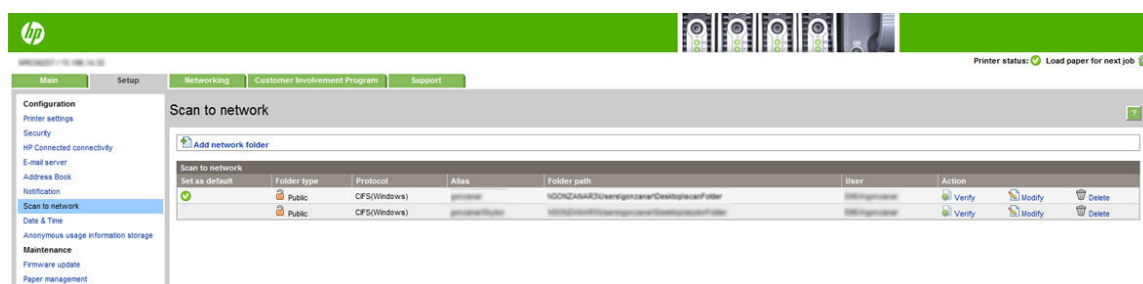 hp
Printer status: Load paper for next job
Main Setup Networking Customer Involvement Program Support
Configuration
Printer settings
Security
HP Connected connectivity
E-mail server
Address Book
Notification
Scan to network
Date & Time
Anonymous usage information storage
Maintenance
Firmware update
Paper management
Scan to network
?
Add network folder
Scan to network
Set as default Folder type Protocol Alias Folder path User Action
Public CIFS(Windows) Verify Modify Delete
Public CIFS(Windows) Verify Modify Delete